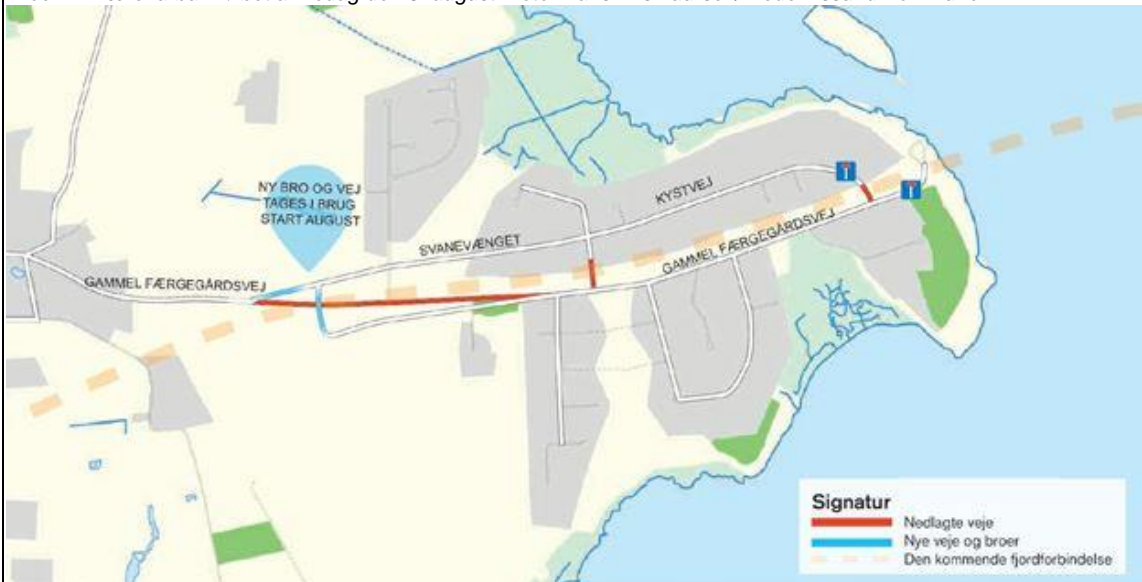 NY BRO OG VEJ
TAGES I BRUG
START AUGUST
KYSTVEJ
SVANEVÆNGET
GAMMEL FÆRGEGÅRDSVEJ
GAMMEL FÆRGEGÅRDSVEJ
Signatur
Nedlagte veje
Nye veje og broer
Den kommende fjordforbindelse